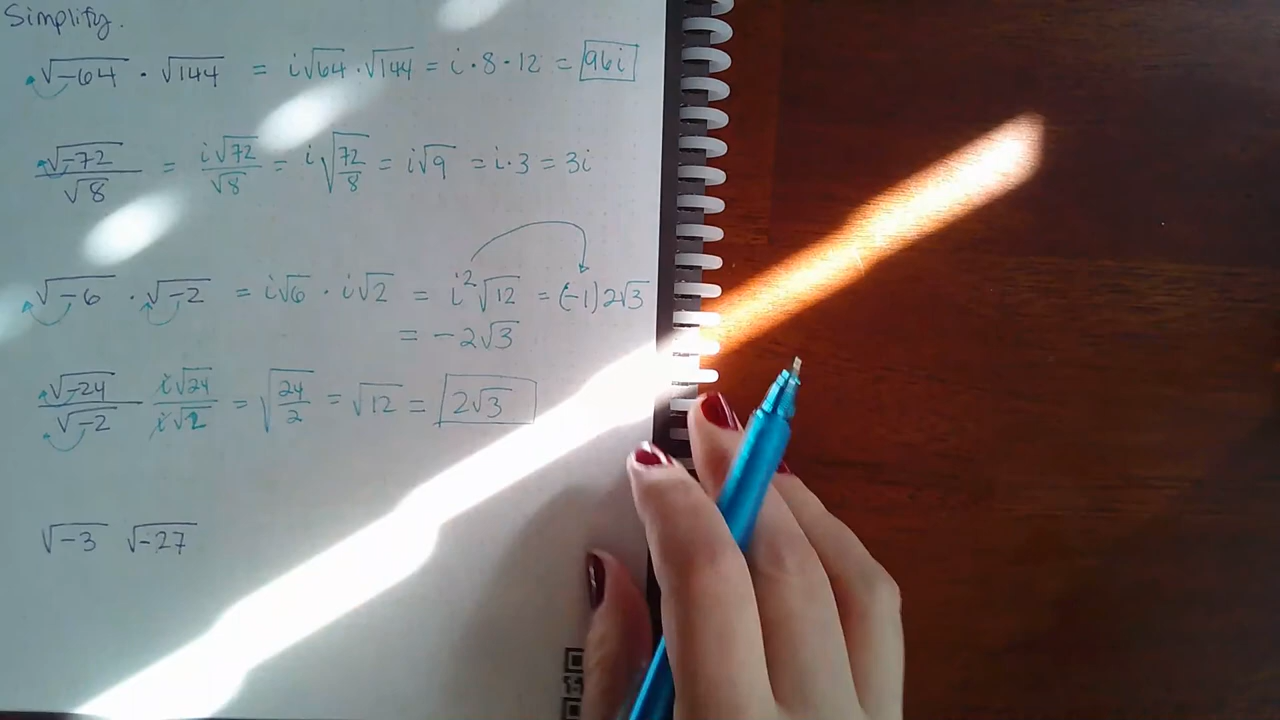 Simplify.
√-64 · √144 = i√64 · √144 = i · 8 · 12 = 96i
√-72/√8 = i√72/√8 = i√72/8 = i√9 = i·3 = 3i
√-6 · √-2 = i√6 · i√2 = i²√12 = (-1)2√3
= -2√3
√-24/√-2 i√24/i√2 = √24/2 = √12 = 2√3
√-3 √-27